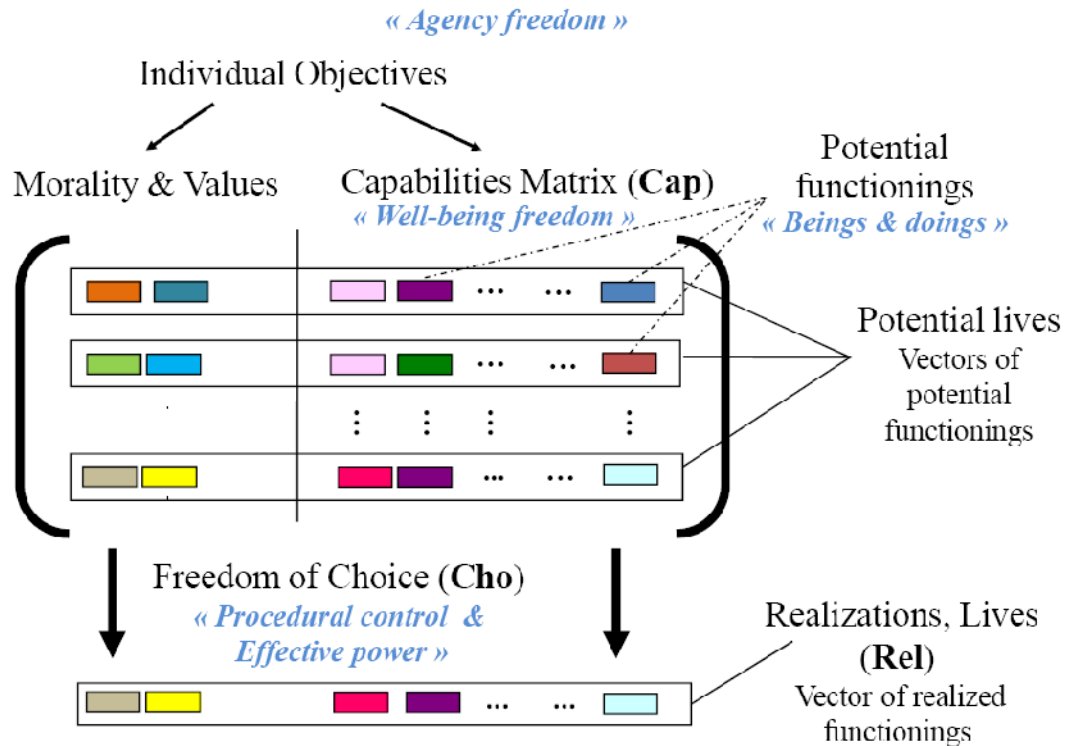 « Agency freedom »
Individual Objectives
Morality & Values
Capabilities Matrix (Cap)
« Well-being freedom »
Potential
functionings
« Beings & doings »
Potential lives
Vectors of
potential
functionings
Freedom of Choice (Cho)
« Procedural control &
Effective power »
Realizations, Lives
(Rel)
Vector of realized
functionings